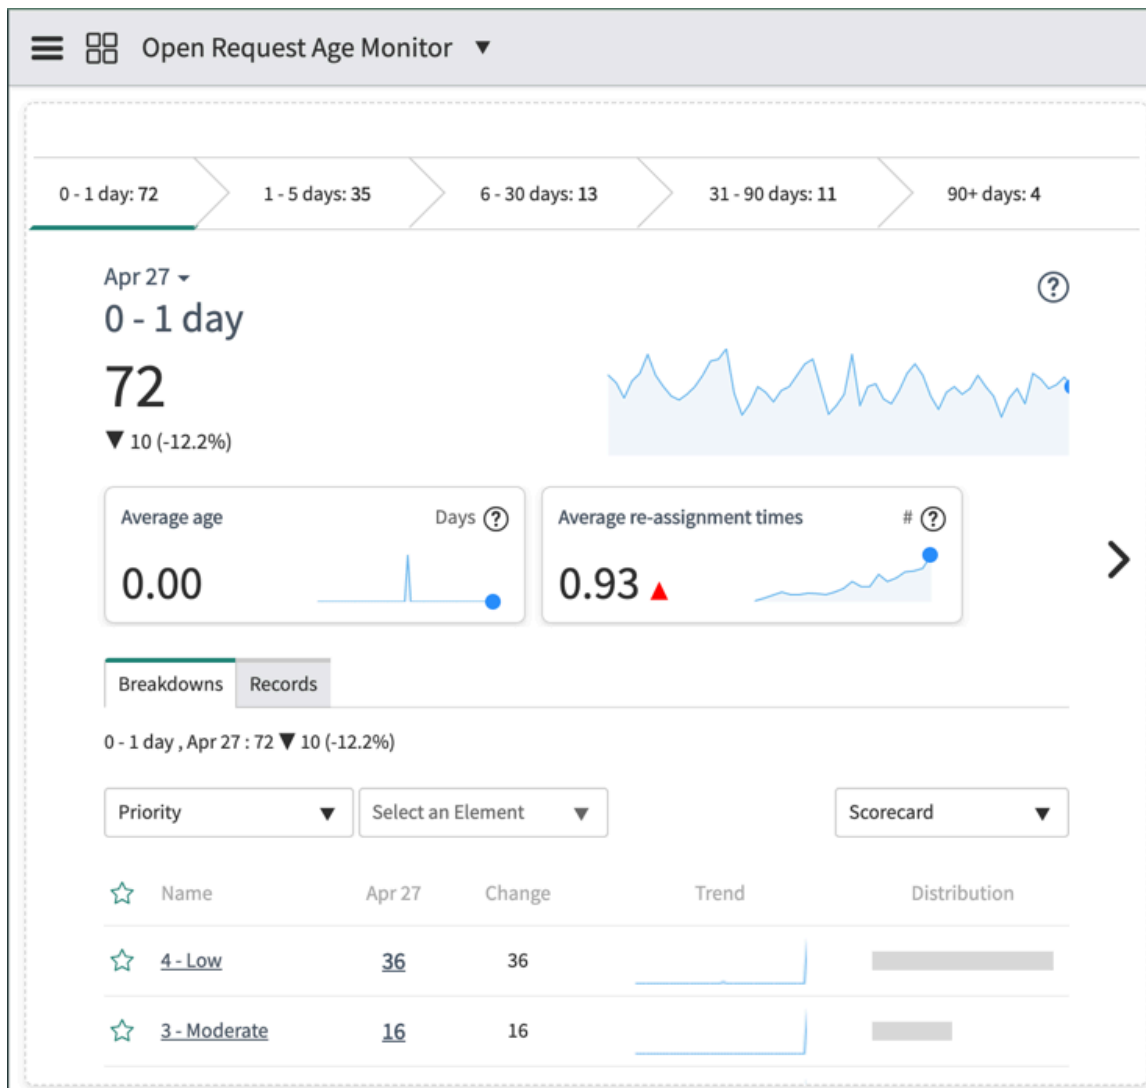 Open Request Age Monitor
0 - 1 day: 72 1 - 5 days: 35 6 - 30 days: 13 31 - 90 days: 11 90+ days: 4
Apr 27
0 - 1 day
72
▼ 10 (-12.2%)
Average age Days ?
0.00
Average re-assignment times # ?
0.93 ▲
Breakdowns Records
0 - 1 day , Apr 27 : 72 ▼ 10 (-12.2%)
Priority Select an Element Scorecard
Name Apr 27 Change Trend Distribution
4 - Low 36 36
3 - Moderate 16 16